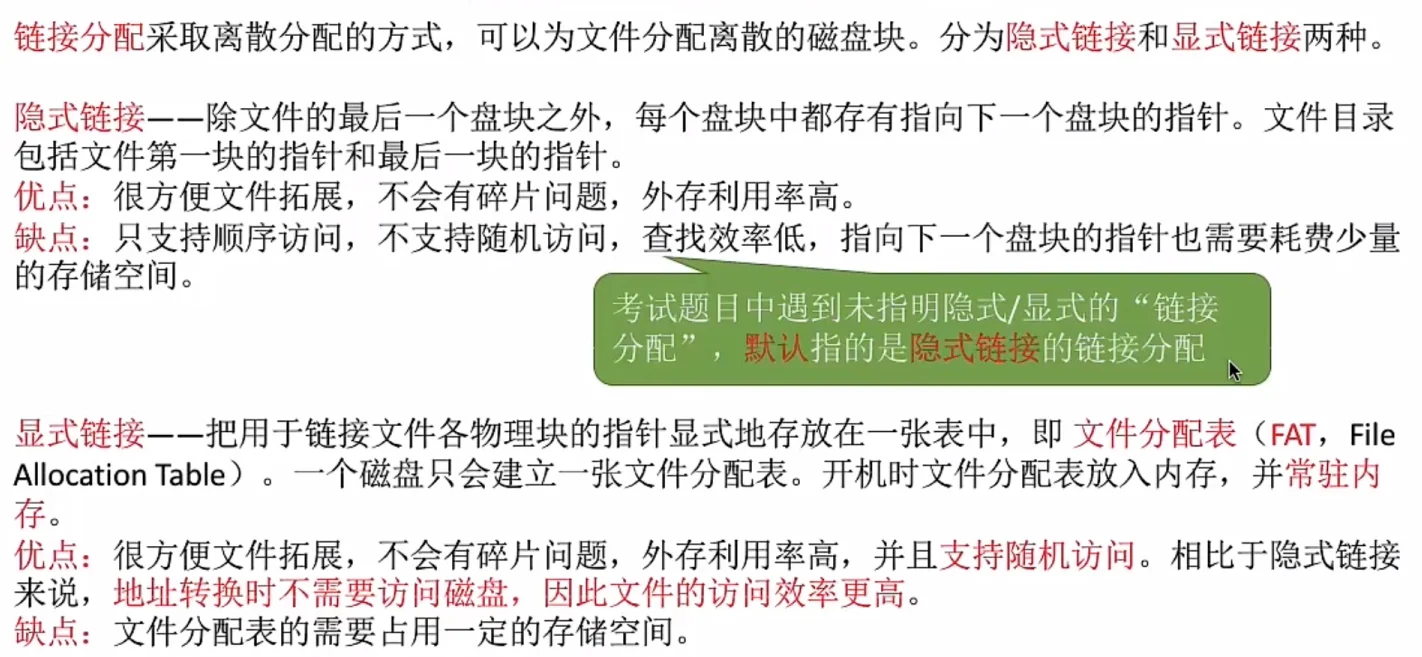 链接分配采取离散分配的方式，可以为文件分配离散的磁盘块。分为隐式链接和显式链接两种。
隐式链接——除文件的最后一个盘块之外，每个盘块中都存有指向下一个盘块的指针。文件目录
包括文件第一块的指针和最后一块的指针。
优点：很方便文件拓展，不会有碎片问题，外存利用率高。
缺点：只支持顺序访问，不支持随机访问，查找效率低，指向下一个盘块的指针也需要耗费少量
的存储空间。
考试题目中遇到未指明隐式/显式的“链接
分配”，默认指的是隐式链接的链接分配
显式链接——把用于链接文件各物理块的指针显式地存放在一张表中，即 文件分配表（FAT，File
Allocation Table）。一个磁盘只会建立一张文件分配表。开机时文件分配表放入内存，并常驻内
存。
优点：很方便文件拓展，不会有碎片问题，外存利用率高，并且支持随机访问。相比于隐式链接
来说，地址转换时不需要访问磁盘，因此文件的访问效率更高。
缺点：文件分配表的需要占用一定的存储空间。